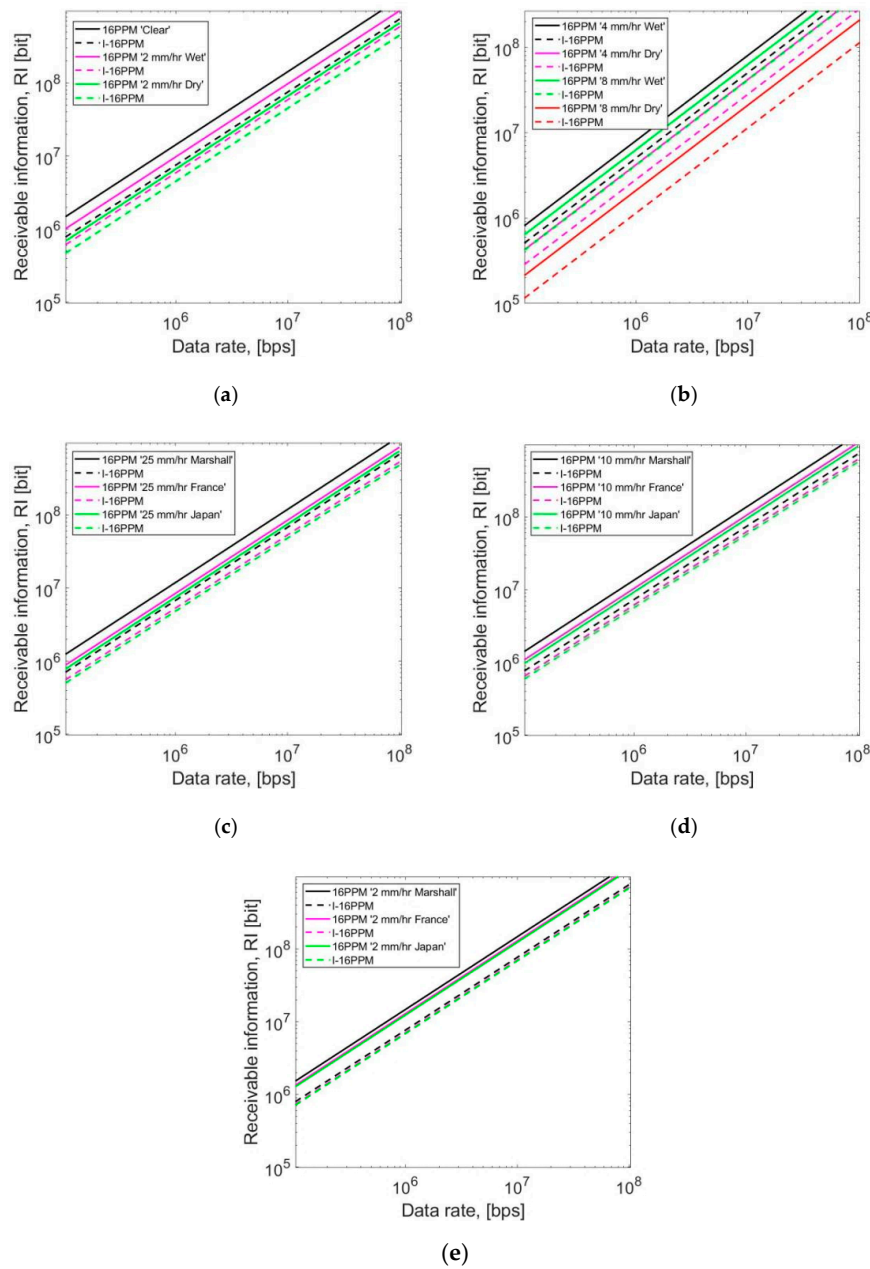 16PPM 'Clear'
I-16PPM
16PPM '2 mm/hr Wet'
I-16PPM
16PPM '2 mm/hr Dry'
I-16PPM
Receivable information, RI [bit]
10^8
10^7
10^6
10^5
10^6
10^7
10^8
Data rate, [bps]
(a)
16PPM '4 mm/hr Wet'
I-16PPM
16PPM '4 mm/hr Dry'
I-16PPM
16PPM '8 mm/hr Wet'
I-16PPM
16PPM '8 mm/hr Dry'
I-16PPM
Receivable information, RI [bit]
10^8
10^7
10^6
10^5
10^6
10^7
10^8
Data rate, [bps]
(b)
16PPM '25 mm/hr Marshall'
I-16PPM
16PPM '25 mm/hr France'
I-16PPM
16PPM '25 mm/hr Japan'
I-16PPM
Receivable information, RI [bit]
10^8
10^7
10^6
10^5
10^6
10^7
10^8
Data rate, [bps]
(c)
16PPM '10 mm/hr Marshall'
I-16PPM
16PPM '10 mm/hr France'
I-16PPM
16PPM '10 mm/hr Japan'
I-16PPM
Receivable information, RI [bit]
10^8
10^7
10^6
10^5
10^6
10^7
10^8
Data rate, [bps]
(d)
16PPM '2 mm/hr Marshall'
I-16PPM
16PPM '2 mm/hr France'
I-16PPM
16PPM '2 mm/hr Japan'
I-16PPM
Receivable information, RI [bit]
10^8
10^7
10^6
10^5
10^6
10^7
10^8
Data rate, [bps]
(e)